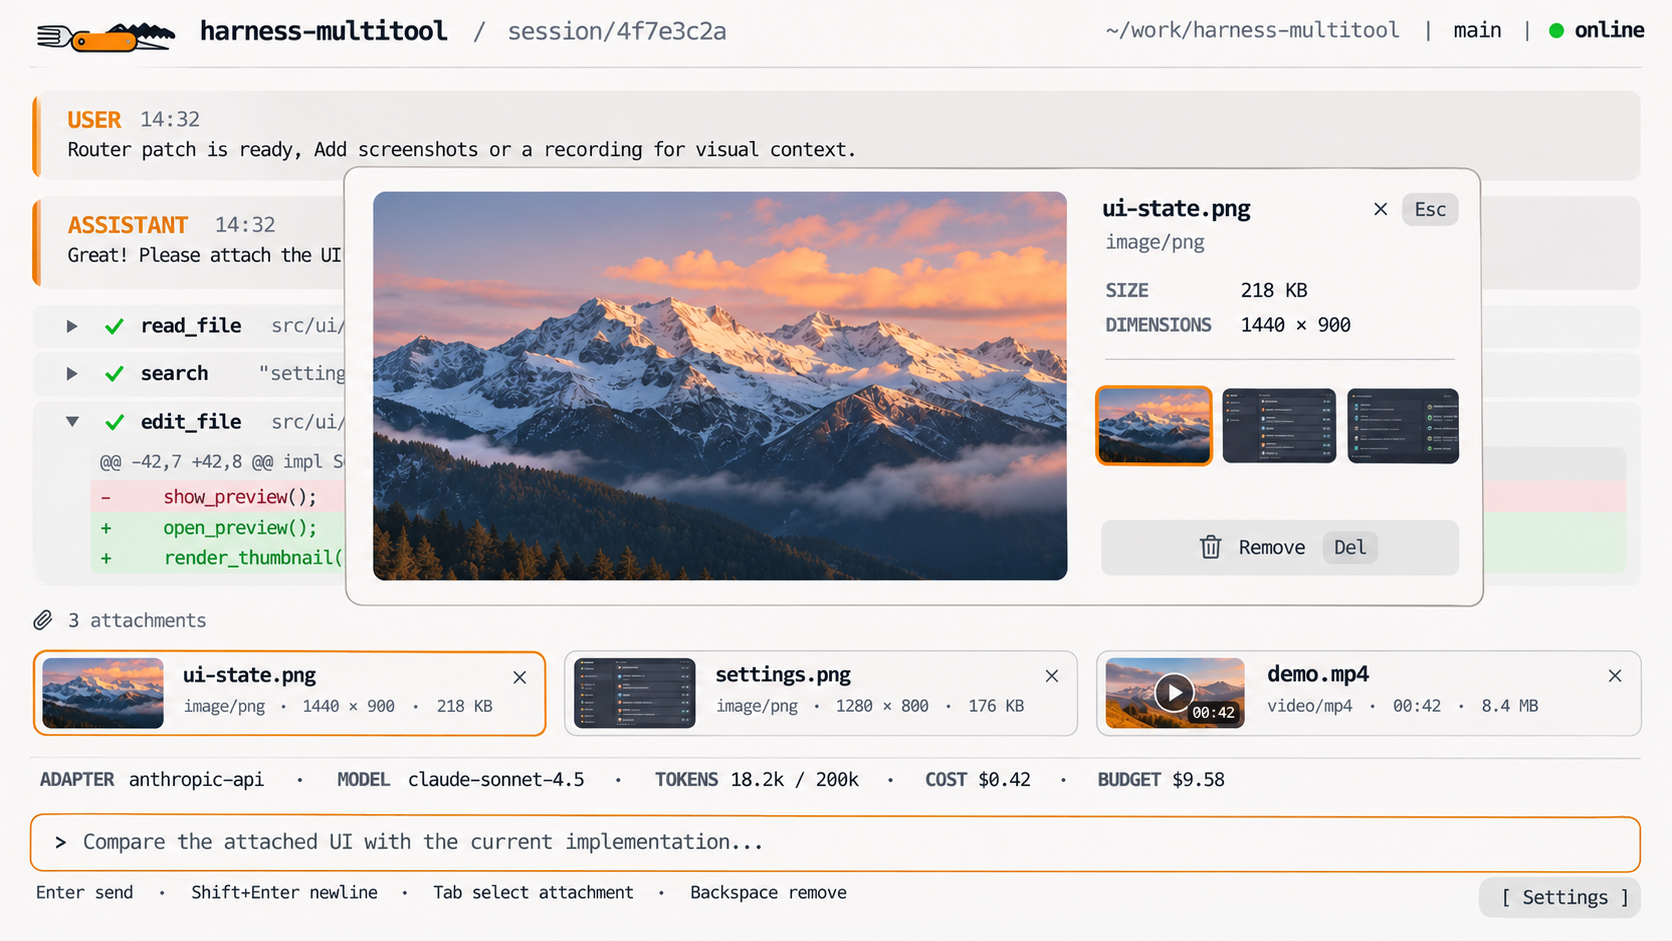 harness-multitool / session/4f7e3c2a
~/work/harness-multitool | main | online
USER 14:32
Router patch is ready, Add screenshots or a recording for visual context.
ASSISTANT 14:32
Great! Please attach the UI
read_file src/ui/
search "setting
edit_file src/ui/
@@ -42,7 +42,8 @@ impl S
- show_preview();
+ open_preview();
+ render_thumbnail(
ui-state.png × Esc
image/png
SIZE 218 KB
DIMENSIONS 1440 × 900
Remove Del
3 attachments
ui-state.png ×
image/png · 1440 × 900 · 218 KB
settings.png ×
image/png · 1280 × 800 · 176 KB
00:42
demo.mp4 ×
video/mp4 · 00:42 · 8.4 MB
ADAPTER anthropic-api · MODEL claude-sonnet-4.5 · TOKENS 18.2k / 200k · COST $0.42 · BUDGET $9.58
> Compare the attached UI with the current implementation...
Enter send · Shift+Enter newline · Tab select attachment · Backspace remove
[ Settings ]